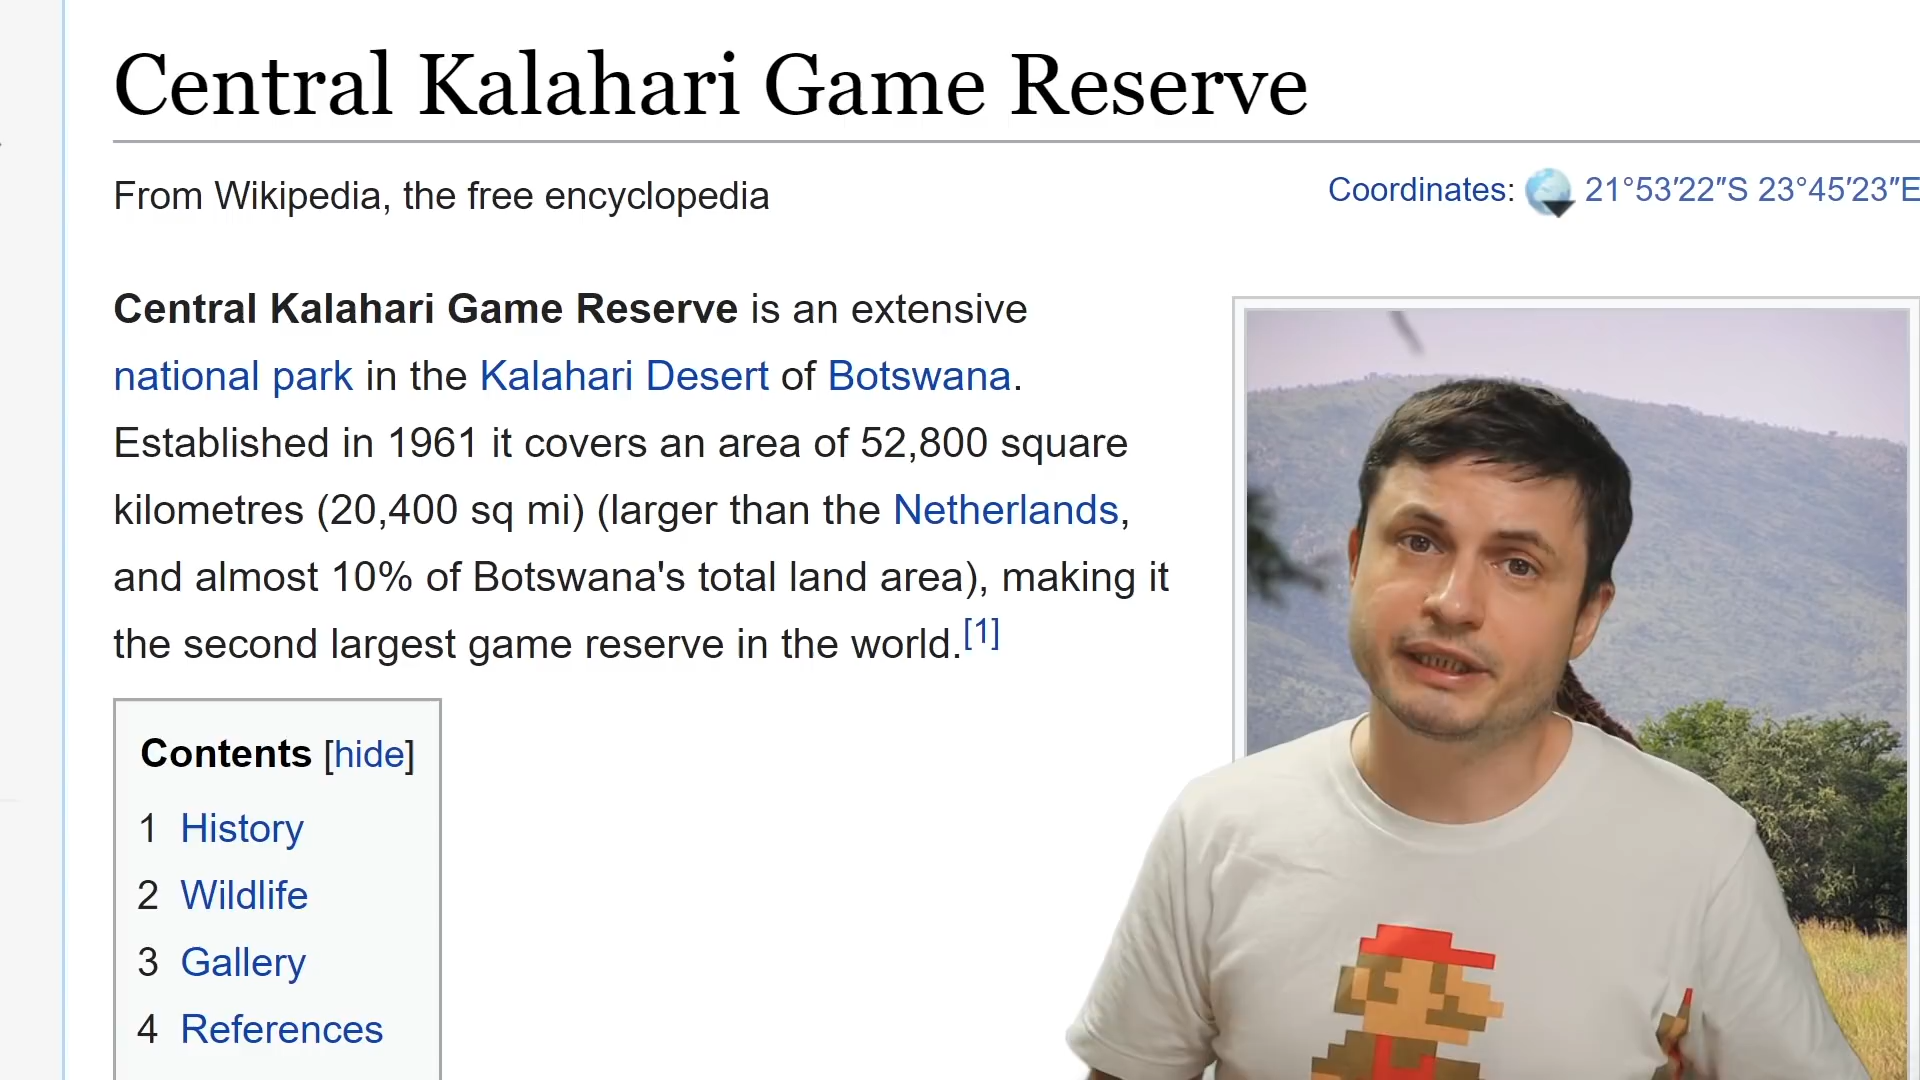 Central Kalahari Game Reserve
From Wikipedia, the free encyclopedia
Coordinates: 21°53′22″S 23°45′23″E
Central Kalahari Game Reserve is an extensive
national park in the Kalahari Desert of Botswana.
Established in 1961 it covers an area of 52,800 square
kilometres (20,400 sq mi) (larger than the Netherlands,
and almost 10% of Botswana's total land area), making it
the second largest game reserve in the world.[1]
Contents [hide]
1 History
2 Wildlife
3 Gallery
4 References